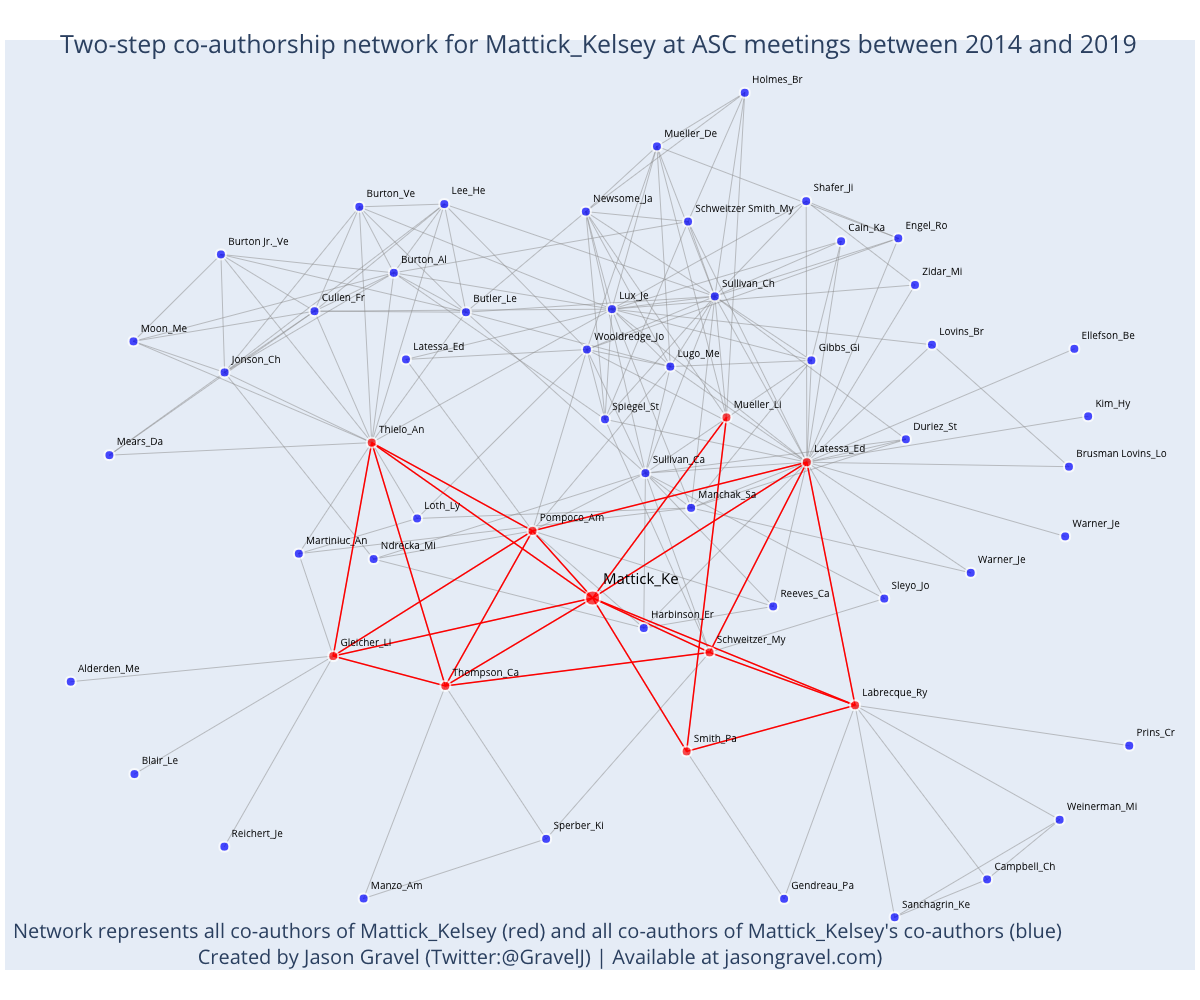 Two-step co-authorship network for Mattick_Kelsey at ASC meetings between 2014 and 2019
Holmes_Br
Mueller_De
Burton_Ve
Lee_He
Newsome_Ja
Shafer_Ji
Schweitzer Smith_My
Cain_Ka
Engel_Ro
Burton Jr._Ve
Burton_Al
Zidar_Mi
Sullivan_Ch
Cullen_Fr
Butler_Le
Lux_Je
Moon_Me
Wooldredge_Jo
Lovins_Br
Ellefson_Be
Jonson_Ch
Latessa_Ed
Lugo_Me
Gibbs_Gi
Kim_Hy
Spiegel_St
Mueller_Li
Thielo_An
Duriez_St
Mears_Da
Latessa_Ed
Brusman Lovins_Lo
Sullivan_Ca
Manchak_Sa
Loth_Ly
Pompoco_Am
Warner_Je
Martiniuc_An
Ndrecka_Mi
Warner_Je
Mattick_Ke
Sleyo_Jo
Reeves_Ca
Harbinson_Er
Gleicher_Li
Schweitzer_My
Alderden_Me
Thompson_Ca
Labrecque_Ry
Smith_Pa
Prins_Cr
Blair_Le
Weinerman_Mi
Reichert_Je
Sperber_Ki
Campbell_Ch
Manzo_Am
Gendreau_Pa
Sanchagrin_Ke
Network represents all co-authors of Mattick_Kelsey (red) and all co-authors of Mattick_Kelsey's co-authors (blue)
Created by Jason Gravel (Twitter:@GravelJ) | Available at jasongravel.com)